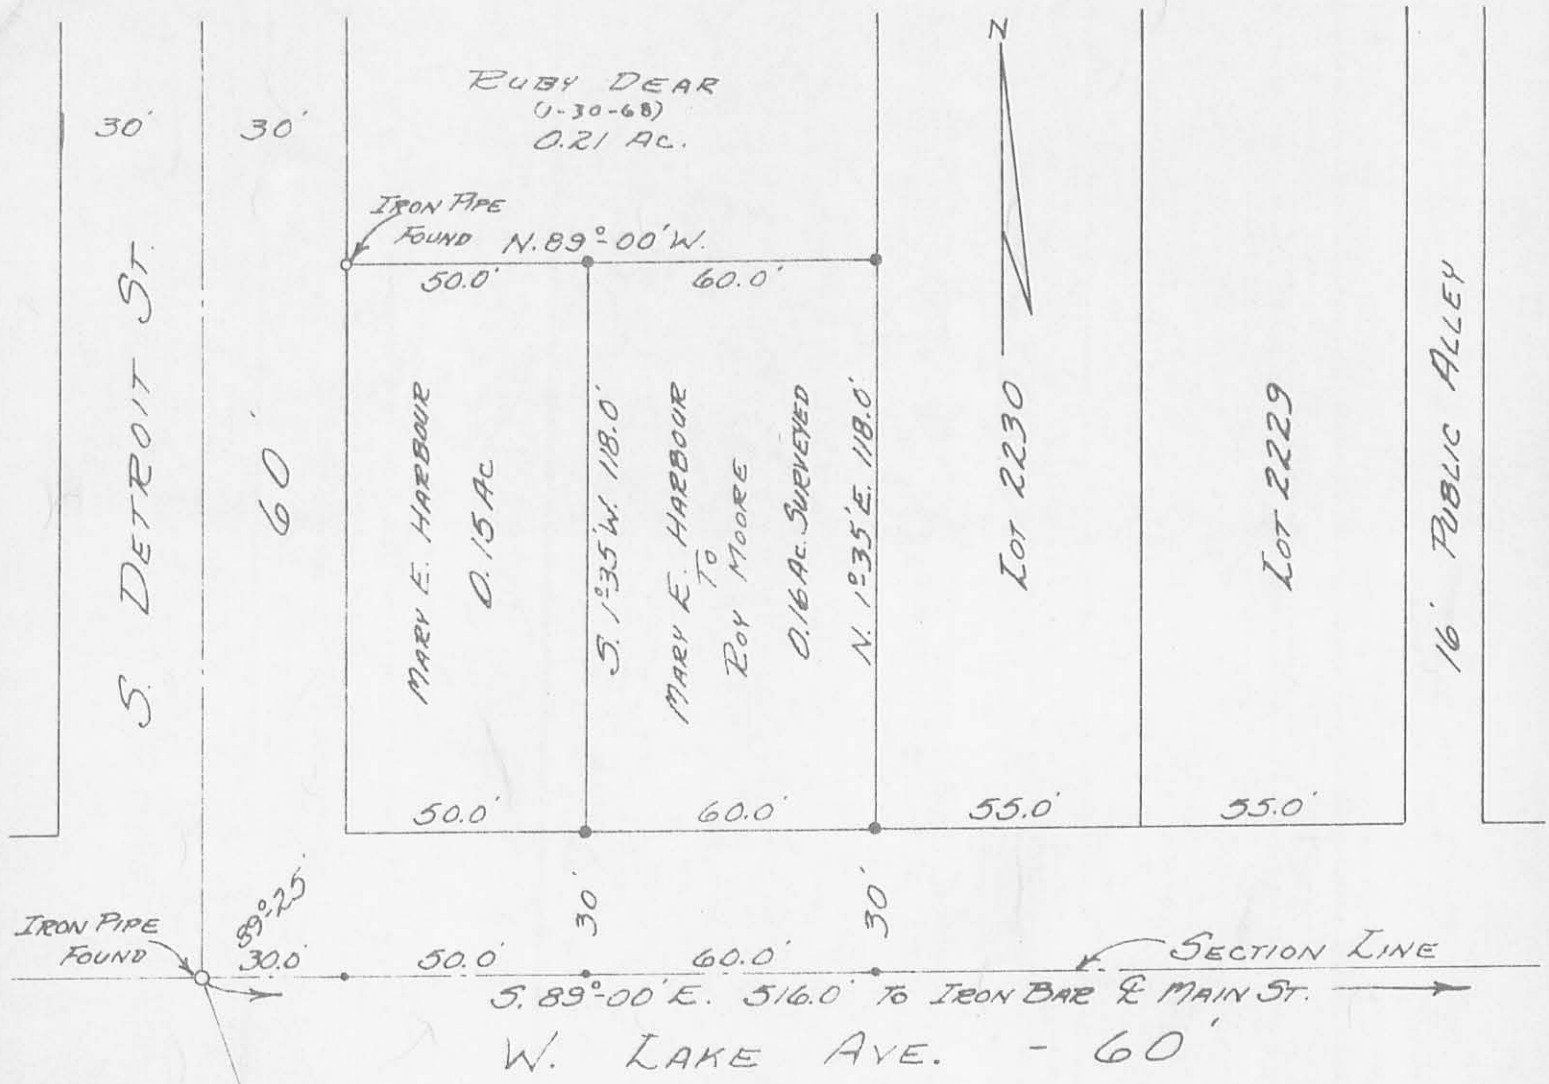 N
RUBY DEAR
(1-30-68)
0.21 AC.
30'
30'
IRON PIPE
FOUND
N. 89°-00' W.
50.0'
60.0'
S. DETROIT ST.
60'
MARY E. HARBOUR
0.15 AC
S. 1°35' W. 118.0'
MARY E. HARBOUR
TO
ROY MOORE
0.16 AC. SURVEYED
N. 1°35' E. 118.0'
LOT 2230
LOT 2229
16' PUBLIC ALLEY
50.0'
60.0'
55.0'
55.0'
IRON PIPE
FOUND
89°-25'
30'
30'
30.0'
50.0'
60.0'
SECTION LINE
S. 89°-00' E. 516.0' TO IRON BAR ℄ MAIN ST.
W. LAKE AVE. - 60'